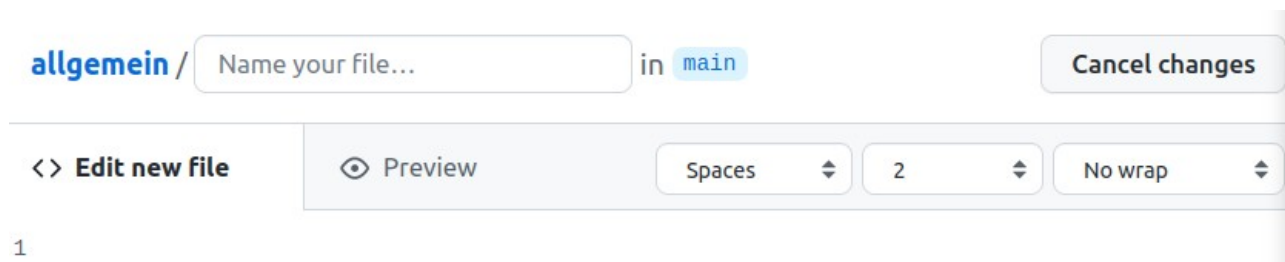 allgemein / Name your file... in main Cancel changes
<> Edit new file Preview Spaces 2 No wrap
1